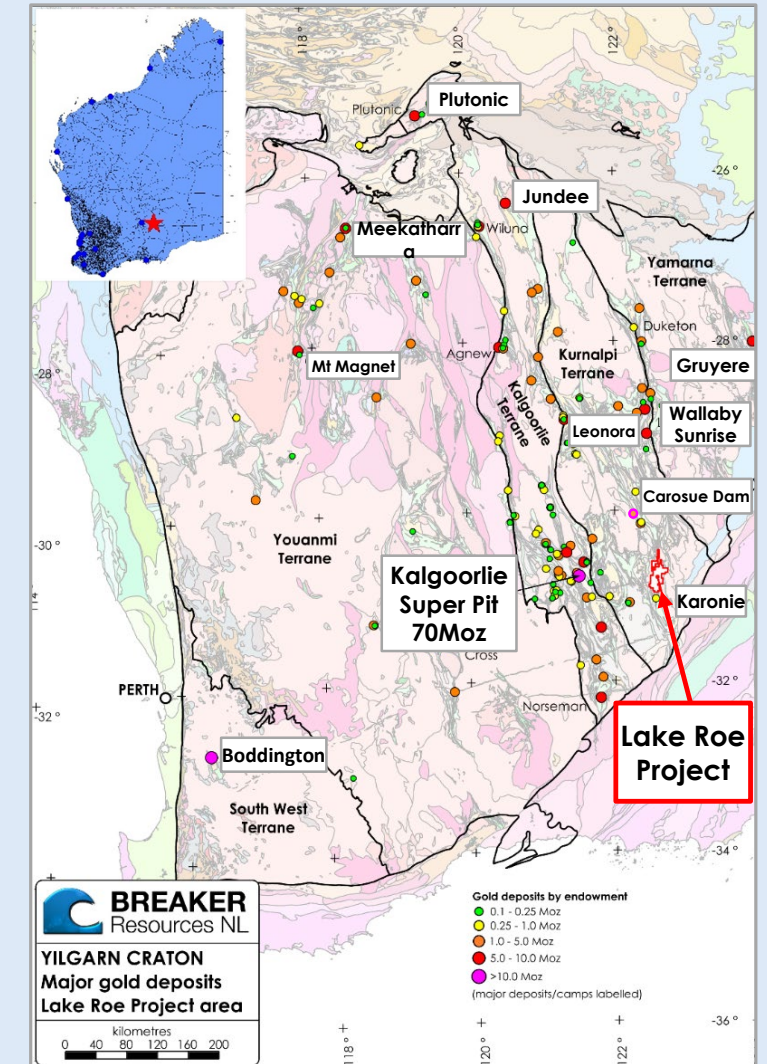 118°
120°
122°
Plutonic
Plutonic
-26°
Jundee
Meekatharr
a
Wiluna
Yamarna
Terrane
Duketon
-28°
Agnew
Kurnalpi
Terrane
Gruyere
-28°
Mt Magnet
Kalgoorlie
Terrane
Leonora
Wallaby
Sunrise
Carosue Dam
-30°
Youanmi
Terrane
Kalgoorlie
Super Pit
70Moz
Karonie
Cross
-32°
PERTH
Norseman
-32°
Lake Roe
Project
Boddington
South West
Terrane
-34°
BREAKER
Resources NL
YILGARN CRATON
Major gold deposits
Lake Roe Project area
kilometres
0 40 80 120 160 200
Gold deposits by endowment
0.1 - 0.25 Moz
0.25 - 1.0 Moz
1.0 - 5.0 Moz
5.0 - 10.0 Moz
>10.0 Moz
(major deposits/camps labelled)
-36°
118°
120°
122°